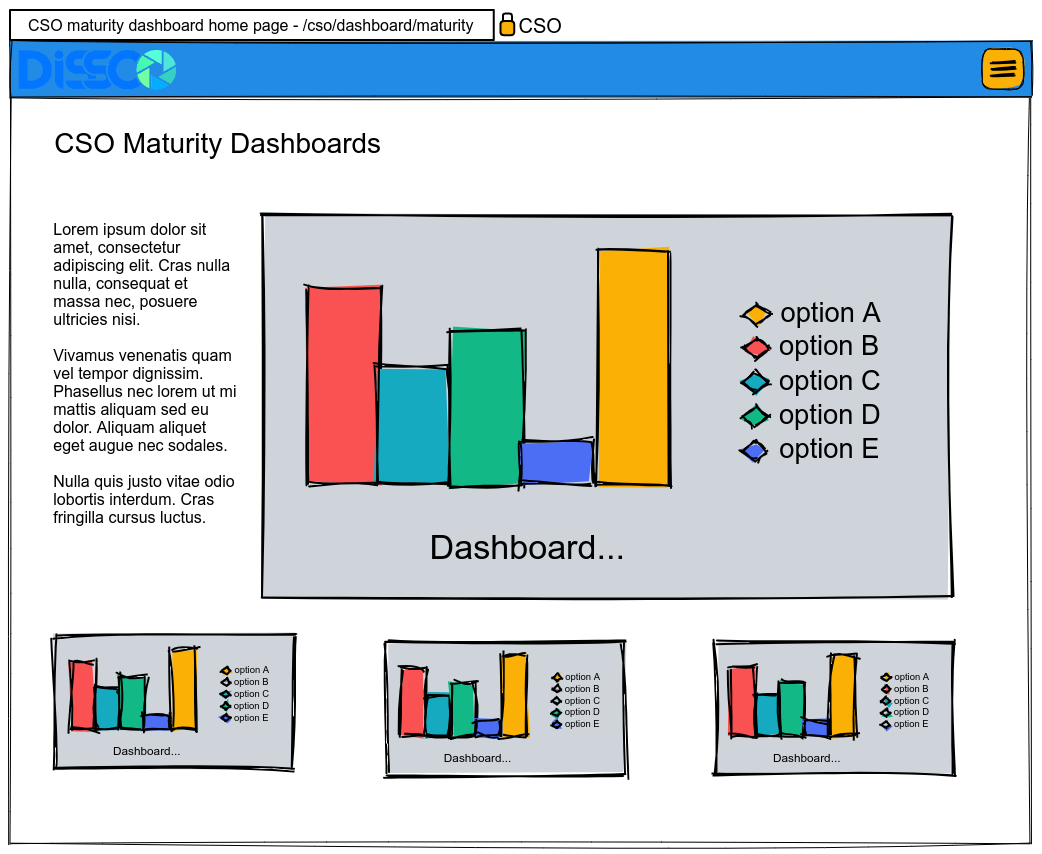 CSO maturity dashboard home page - /cso/dashboard/maturity
CSO
DiSSCo
CSO Maturity Dashboards
Lorem ipsum dolor sit
amet, consectetur
adipiscing elit. Cras nulla
nulla, consequat et
massa nec, posuere
ultricies nisi.
Vivamus venenatis quam
vel tempor dignissim.
Phasellus nec lorem ut mi
mattis aliquam sed eu
dolor. Aliquam aliquet
eget augue nec sodales.
Nulla quis justo vitae odio
lobortis interdum. Cras
fringilla cursus luctus.
option A
option B
option C
option D
option E
Dashboard...
option A
option B
option C
option D
option E
Dashboard...
option A
option B
option C
option D
option E
Dashboard...
option A
option B
option C
option D
option E
Dashboard...